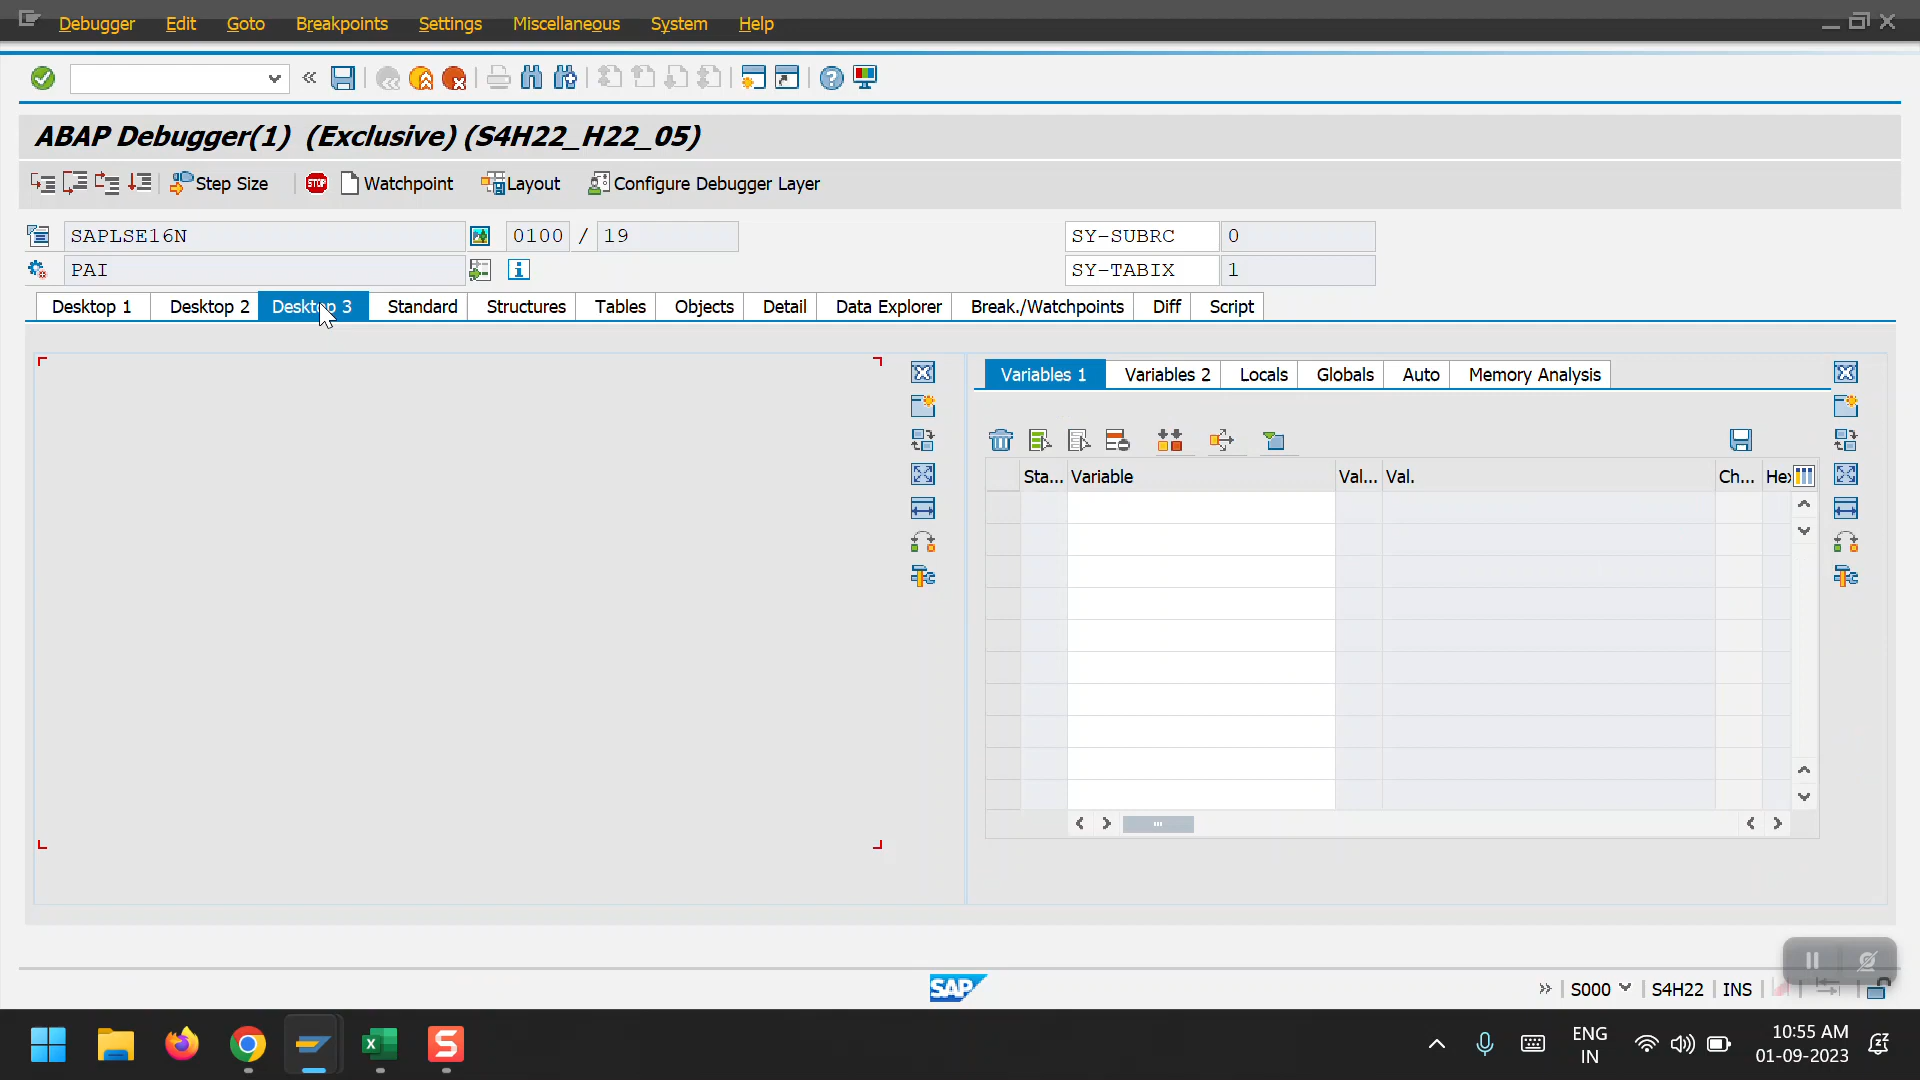 Debugger Edit Goto Breakpoints Settings Miscellaneous System Help
ABAP Debugger(1) (Exclusive) (S4H22_H22_05)
Step Size STOP Watchpoint Layout Configure Debugger Layer
SAPLSE16N 0100 / 19 SY-SUBRC 0
PAI SY-TABIX 1
Desktop 1 Desktop 2 Desktop 3 Standard Structures Tables Objects Detail Data Explorer Break./Watchpoints Diff Script
Variables 1 Variables 2 Locals Globals Auto Memory Analysis
Sta... Variable Val... Val. Ch... Hex
SAP
S000 S4H22 INS
ENG
IN
10:55 AM
01-09-2023